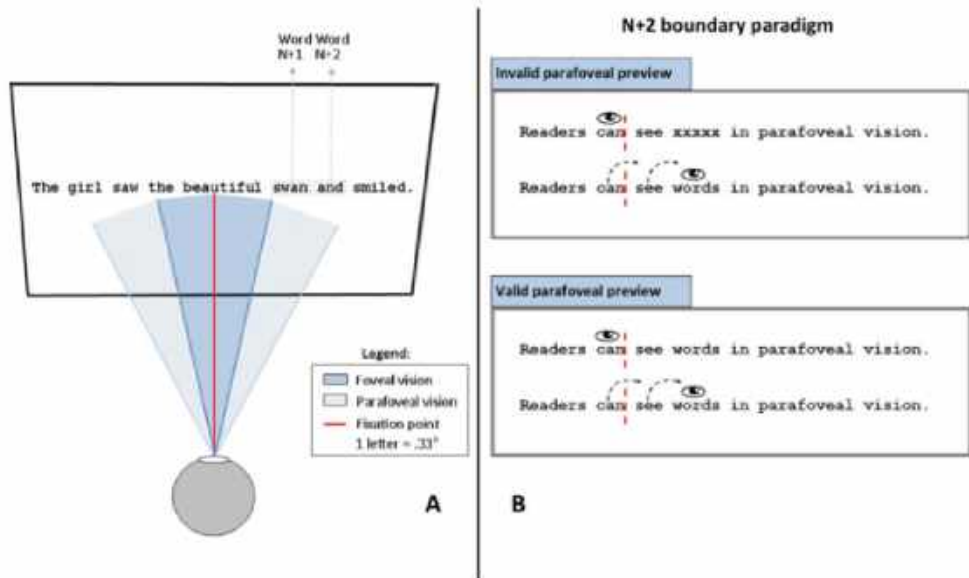 Word Word
N+1 N+2
The girl saw the beautiful swan and smiled.
Legend:
Foveal vision
Parafoveal vision
Fixation point
1 letter = .33°
A
N+2 boundary paradigm
Invalid parafoveal preview
Readers can see xxxxx in parafoveal vision.
Readers can see words in parafoveal vision.
Valid parafoveal preview
Readers can see words in parafoveal vision.
Readers can see words in parafoveal vision.
B